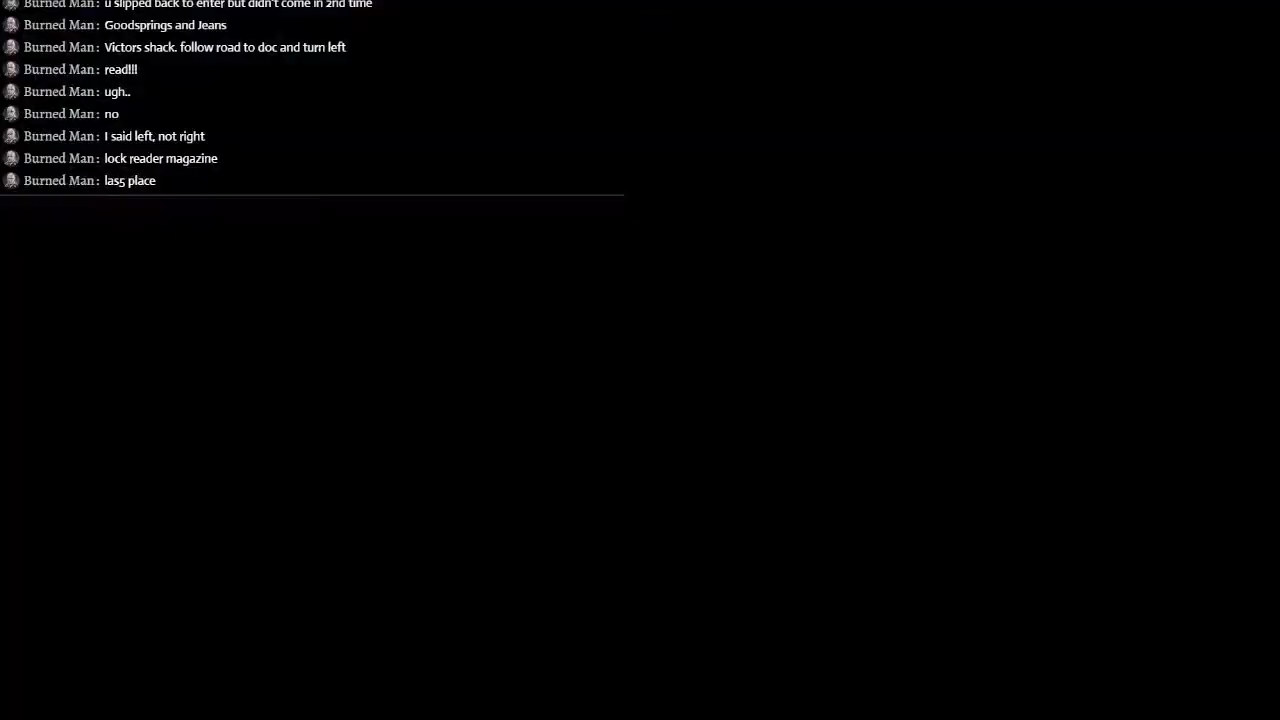 Burned Man: u slipped back to enter but didn't come in 2nd time
Burned Man: Goodsprings and Jeans
Burned Man: Victors shack. follow road to doc and turn left
Burned Man: read!!!
Burned Man: ugh..
Burned Man: no
Burned Man: I said left, not right
Burned Man: lock reader magazine
Burned Man: las5 place